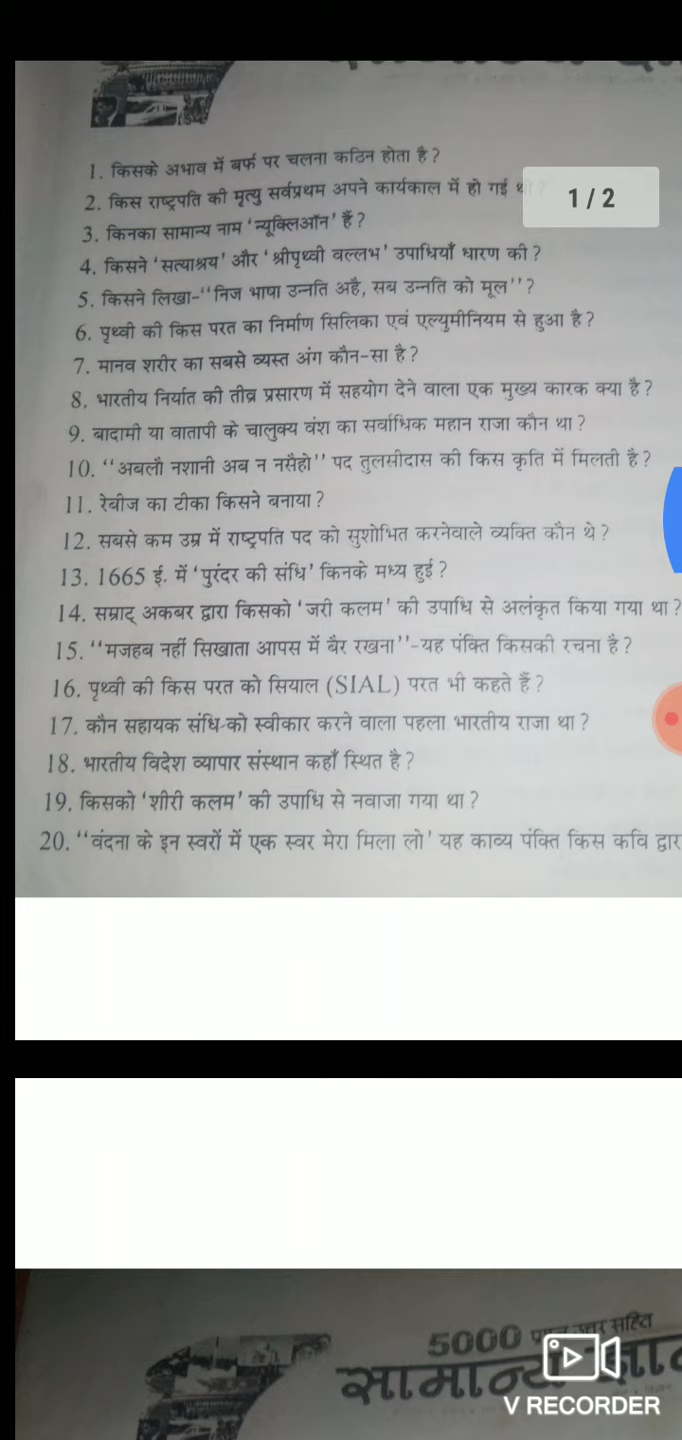 1. किसके अभाव में बर्फ पर चलना कठिन होता है?
2. किस राष्ट्रपति की मृत्यु सर्वप्रथम अपने कार्यकाल में हो गई
1 / 2
3. किनका सामान्य नाम 'न्यूक्लिऑन' हैं?
4. किसने 'सत्याश्रय' और 'श्रीपृथ्वी वल्लभ' उपाधियाँ धारण की?
5. किसने लिखा-‘‘निज भाषा उन्नति अहै, सब उन्नति को मूल’’?
6. पृथ्वी की किस परत का निर्माण सिलिका एवं एल्युमीनियम से हुआ है?
7. मानव शरीर का सबसे व्यस्त अंग कौन-सा है?
8. भारतीय निर्यात की तीव्र प्रसारण में सहयोग देने वाला एक मुख्य कारक क्या है?
9. बादामी या वातापी के चालुक्य वंश का सर्वाधिक महान राजा कौन था?
10. ‘‘अबलौ नशानी अब न नसैहो’’ पद तुलसीदास की किस कृति में मिलती है?
11. रेबीज का टीका किसने बनाया?
12. सबसे कम उम्र में राष्ट्रपति पद को सुशोभित करनेवाले व्यक्ति कौन थे?
13. 1665 ई. में 'पुरंदर की संधि' किनके मध्य हुई?
14. सम्राट् अकबर द्वारा किसको 'जरी कलम' की उपाधि से अलंकृत किया गया था?
15. ‘‘मजहब नहीं सिखाता आपस में बैर रखना’’-यह पंक्ति किसकी रचना है?
16. पृथ्वी की किस परत को सियाल (SIAL) परत भी कहते हैं?
17. कौन सहायक संधि को स्वीकार करने वाला पहला भारतीय राजा था?
18. भारतीय विदेश व्यापार संस्थान कहाँ स्थित है?
19. किसको 'शीरी कलम' की उपाधि से नवाजा गया था?
20. ‘‘वंदना के इन स्वरों में एक स्वर मेरा मिला लो' यह काव्य पंक्ति किस कवि द्वार
5000 उत्तर सहित
सामान्य
V RECORDER